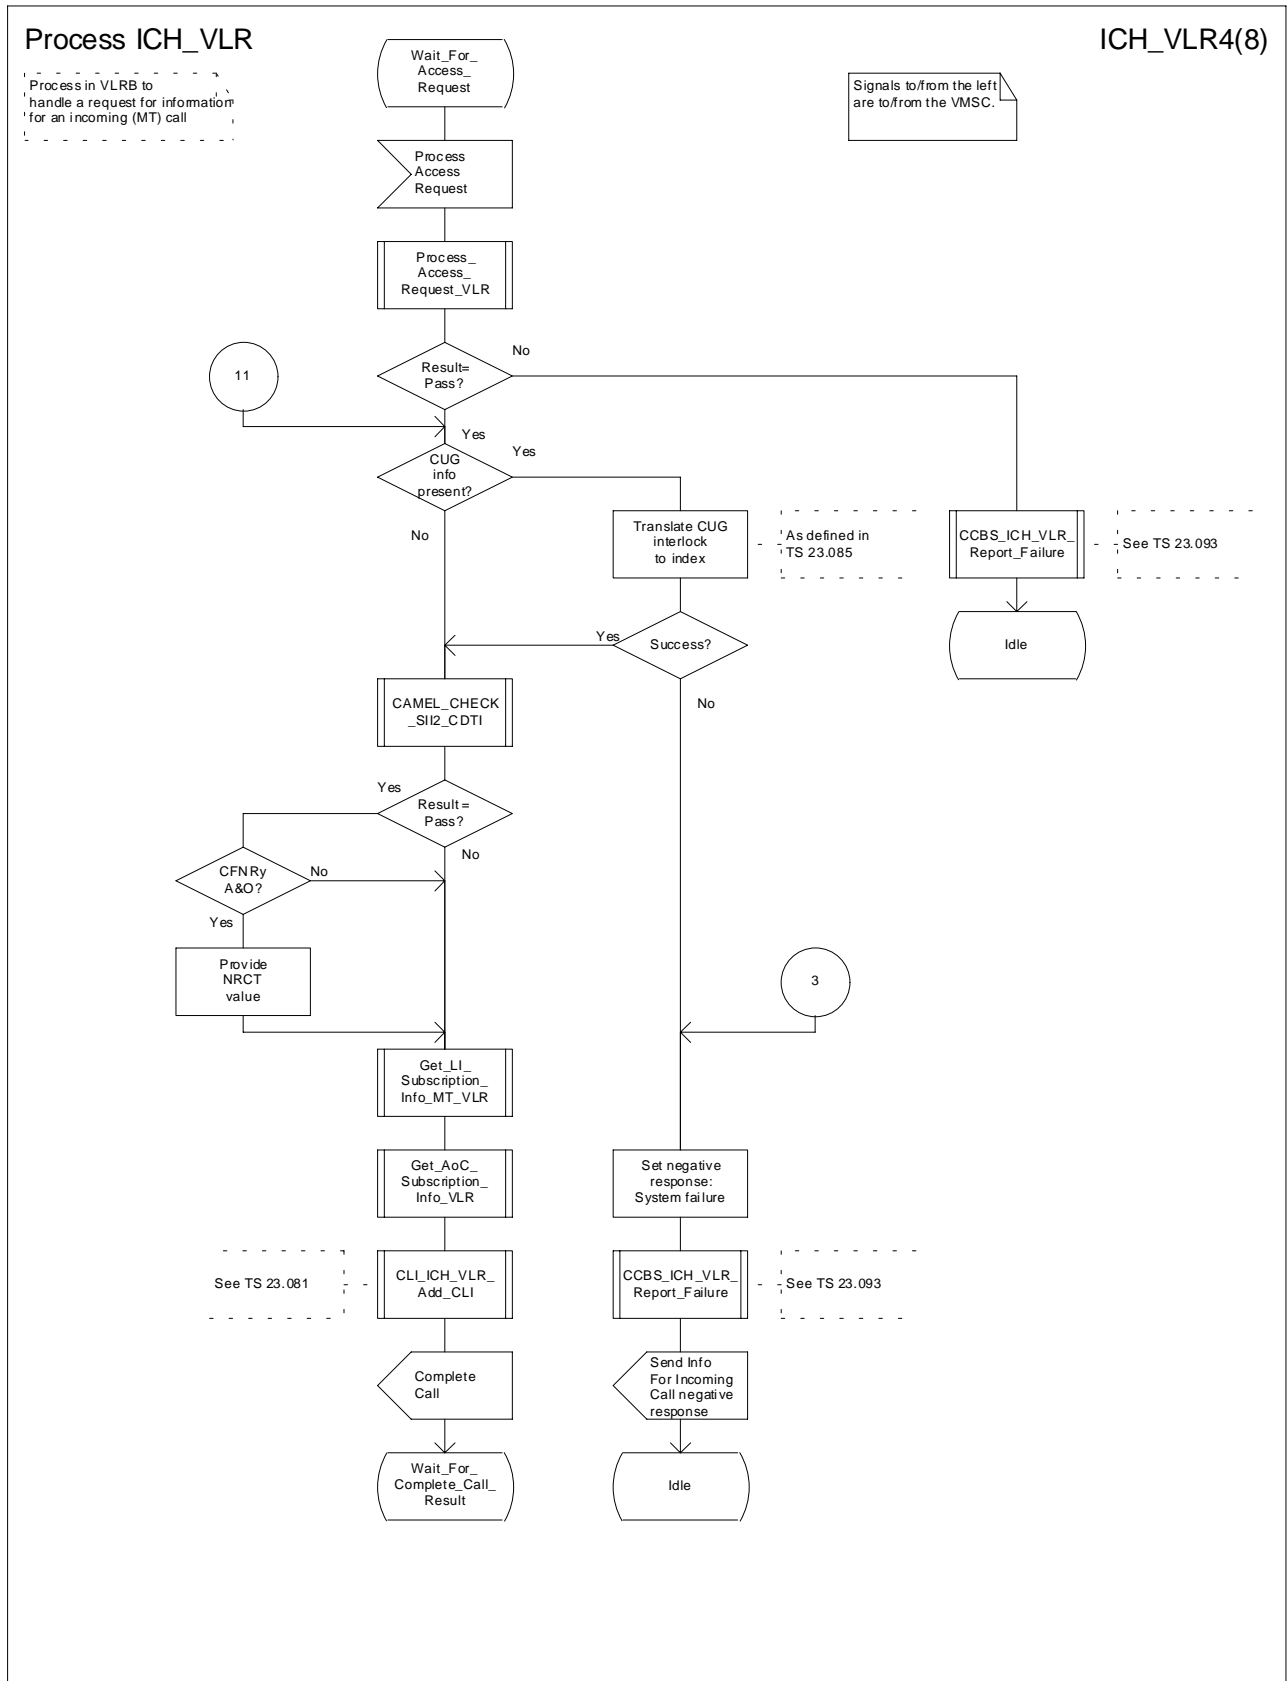 Process ICH_VLR
ICH_VLR4(8)
Process in VLRB to
handle a request for information
for an incoming (MT) call
Signals to/from the left
are to/from the VMSC.
Wait_For_
Access_
Request
Process
Access
Request
Process_
Access_
Request_VLR
Result=
Pass?
No
Yes
11
CUG
info
present?
Yes
No
Translate CUG
interlock
to index
As defined in
TS 23.085
CCBS_ICH_VLR_
Report_Failure
See TS 23.093
Idle
Success?
Yes
No
CAMEL_CHECK
_SII2_CDTI
Result=
Pass?
Yes
No
CFNRy
A&O?
No
Yes
Provide
NRCT
value
3
Get_LI_
Subscription_
Info_MT_VLR
Get_AoC_
Subscription_
Info_VLR
Set negative
response:
System failure
See TS 23.081
CLI_ICH_VLR_
Add_CLI
CCBS_ICH_VLR_
Report_Failure
See TS 23.093
Complete
Call
Send Info
For Incoming
Call negative
response
Wait_For_
Complete_Call_
Result
Idle